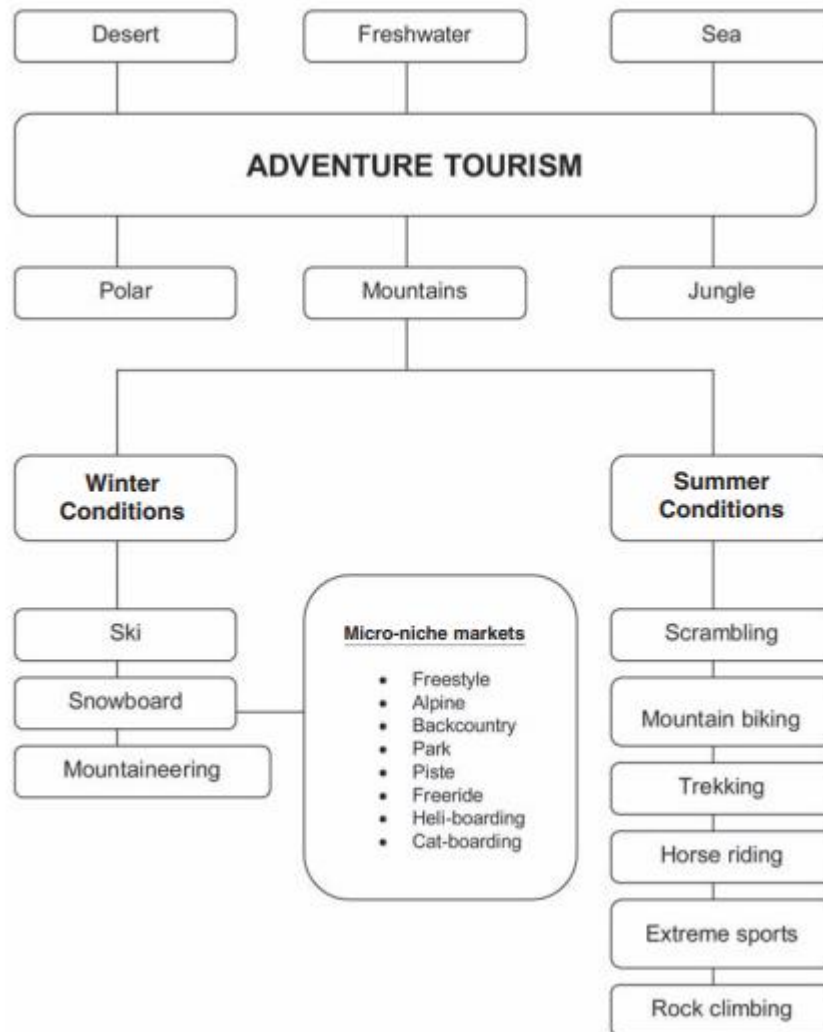 Desert
Freshwater
Sea
ADVENTURE TOURISM
Polar
Mountains
Jungle
Winter
Conditions
Summer
Conditions
Ski
Snowboard
Mountaineering
Micro-niche markets
• Freestyle
• Alpine
• Backcountry
• Park
• Piste
• Freeride
• Heli-boarding
• Cat-boarding
Scrambling
Mountain biking
Trekking
Horse riding
Extreme sports
Rock climbing